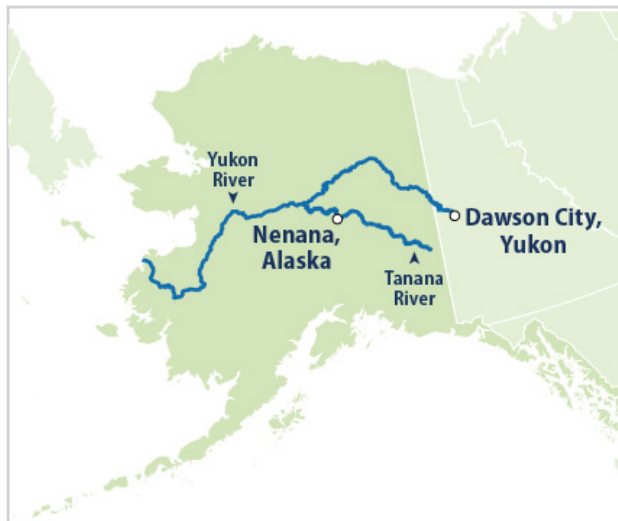 Yukon
River
Nenana,
Alaska
Dawson City,
Yukon
Tanana
River